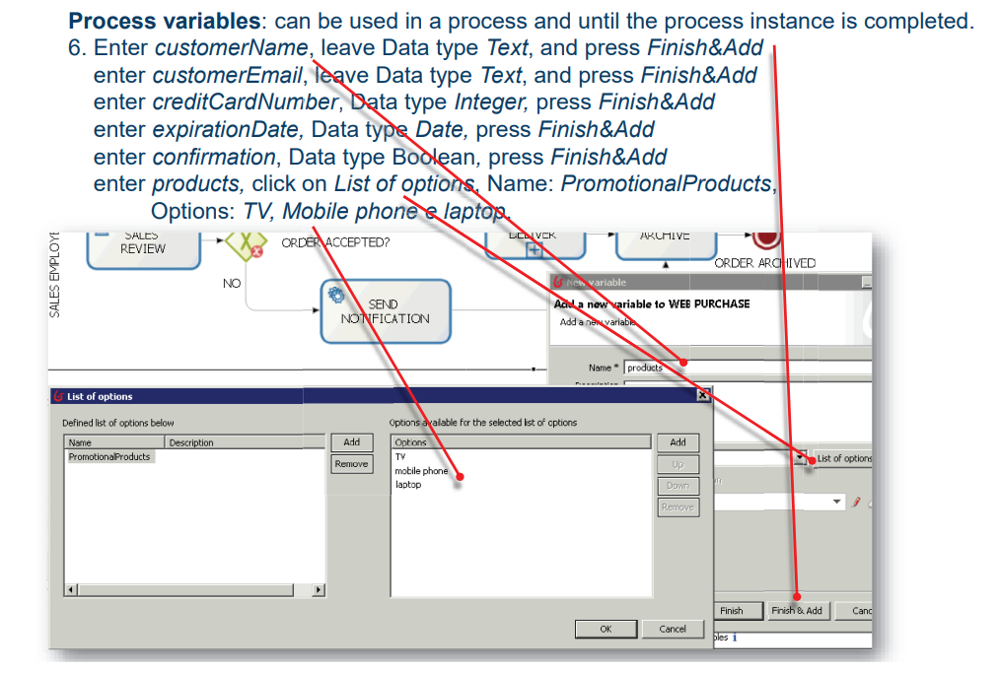 Process variables: can be used in a process and until the process instance is completed.
6. Enter customerName, leave Data type Text, and press Finish&Add
enter customerEmail, leave Data type Text, and press Finish&Add
enter creditCardNumber, Data type Integer, press Finish&Add
enter expirationDate, Data type Date, press Finish&Add
enter confirmation, Data type Boolean, press Finish&Add
enter products, click on List of options, Name: PromotionalProducts,
Options: TV, Mobile phone e laptop.
SALES EMPLOYE
SALES
REVIEW
ORDER ACCEPTED?
NO
SEND
NOTIFICATION
DELIVER
ARCHIVE
ORDER ARCHIVED
New variable
Add a new variable to WEB PURCHASE
Add a new variable
Name *
products
List of options
Finish
Finish & Add
Canc
bles
List of options
Defined list of options below
Name
Description
PromotionalProducts
Add
Remove
Options available for the selected list of options
Options
TV
mobile phone
laptop
Add
Up
Down
Remove
OK
Cancel